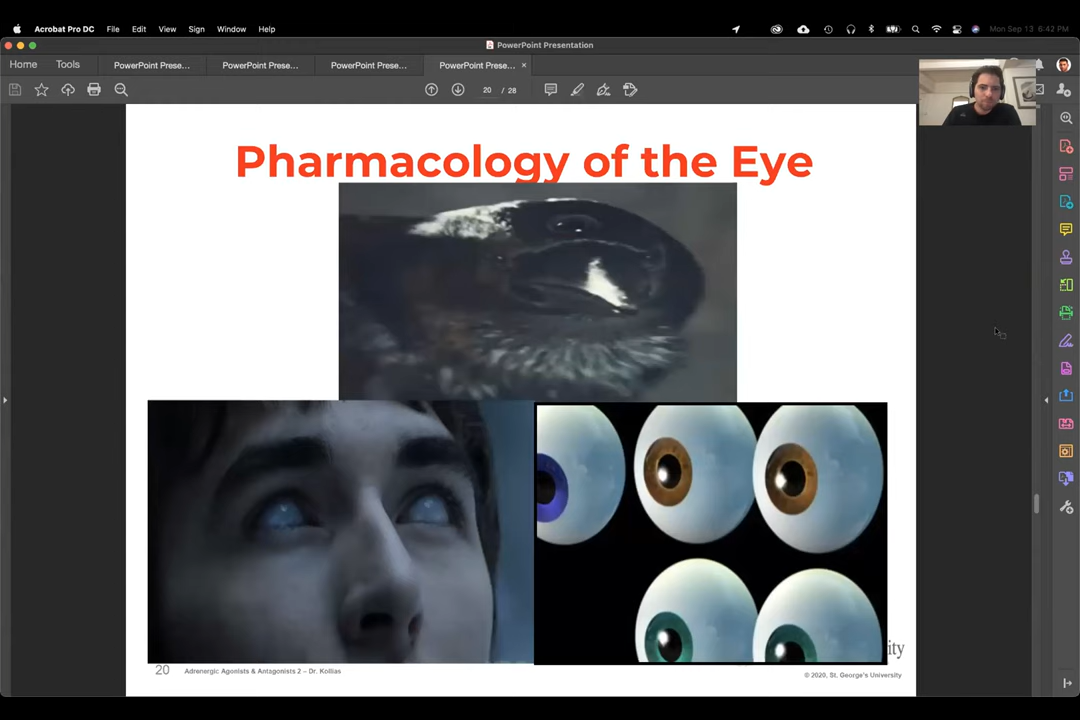 Acrobat Pro DC File Edit View Sign Window Help Mon Sep 13 6:42 PM
PowerPoint Presentation
Home Tools PowerPoint Prese... PowerPoint Prese... PowerPoint Prese... PowerPoint Prese... ×
20 / 28
Pharmacology of the Eye
ity
20 Adrenergic Agonists & Antagonists 2 – Dr. Kollias
© 2020, St. George's University